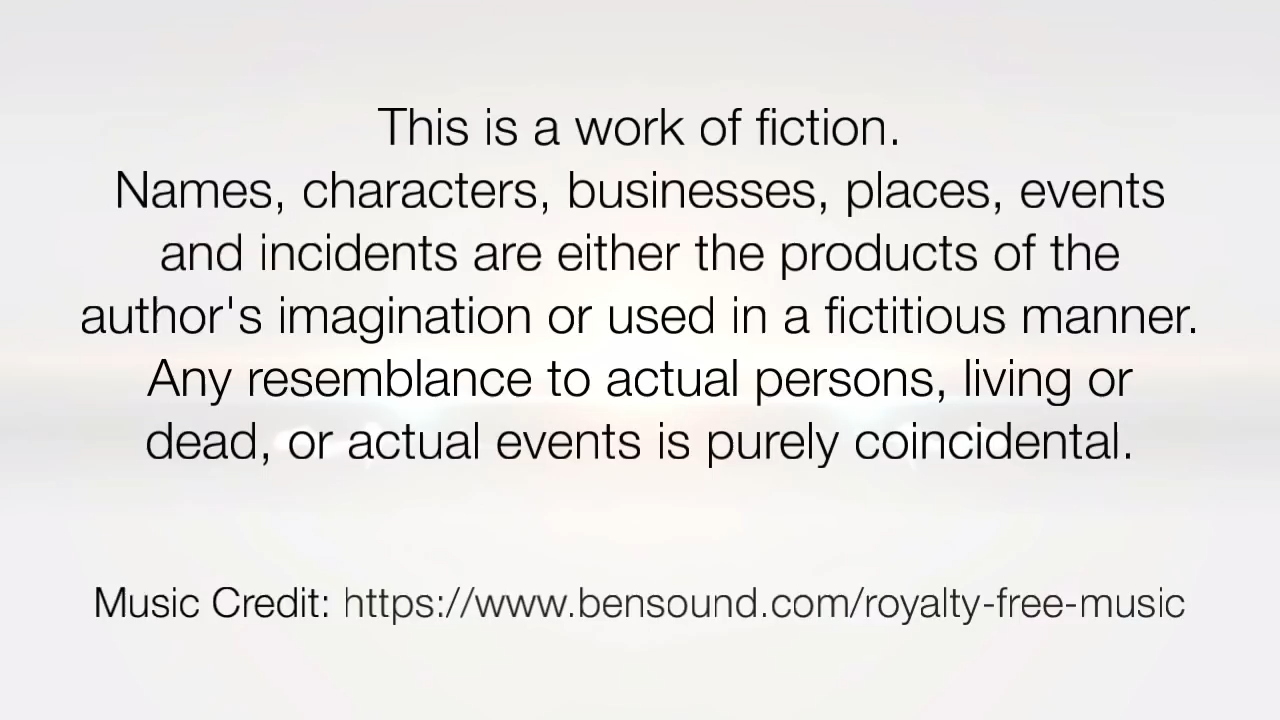 This is a work of fiction.
Names, characters, businesses, places, events
and incidents are either the products of the
author's imagination or used in a fictitious manner.
Any resemblance to actual persons, living or
dead, or actual events is purely coincidental.
Music Credit: https://www.bensound.com/royalty-free-music